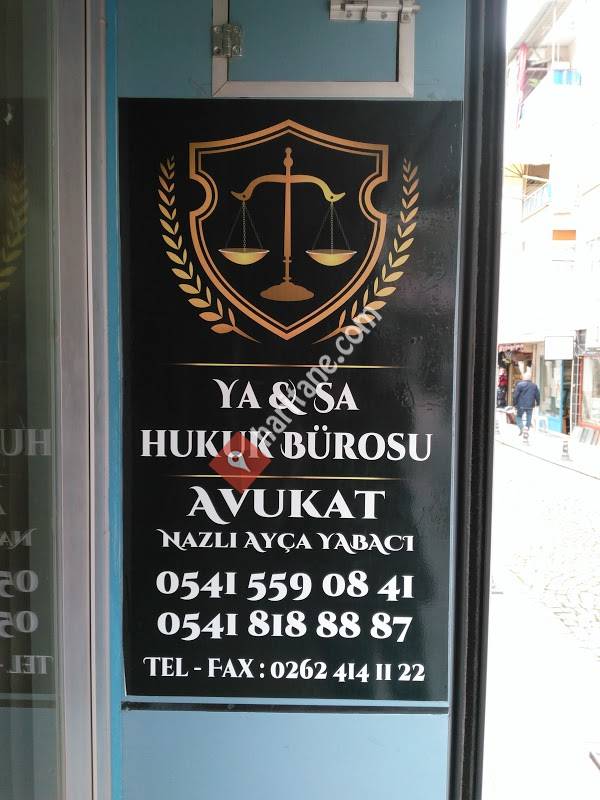 YA & SA
HUKUK BÜROSU
AVUKAT
NAZLI AYÇA YABACI
0541 559 08 41
0541 818 88 87
TEL - FAX : 0262 414 11 22